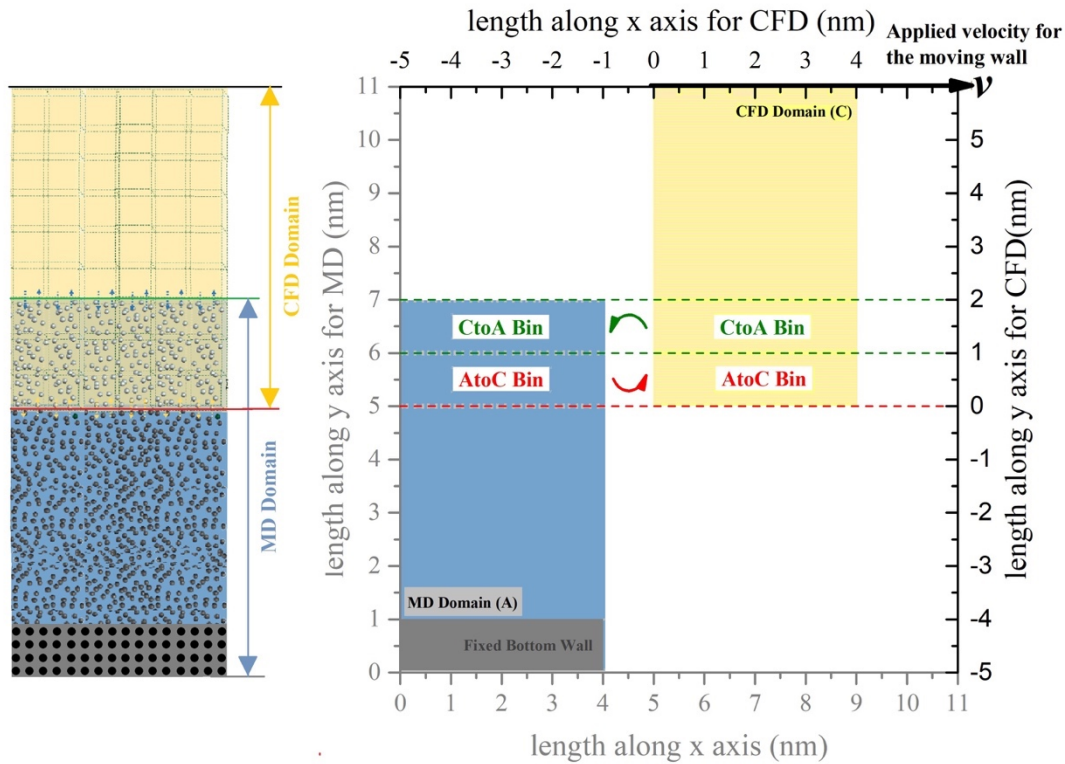 length along x axis for CFD (nm)
Applied velocity for
the moving wall
-5 -4 -3 -2 -1 0 1 2 3 4
v
CFD Domain (C)
11
10
9
8
7
6
5
4
3
2
1
0
length along y axis for MD (nm)
5
4
3
2
1
0
-1
-2
-3
-4
-5
length along y axis for CFD(nm)
CFD Domain
MD Domain
CtoA Bin
CtoA Bin
AtoC Bin
AtoC Bin
MD Domain (A)
Fixed Bottom Wall
0 1 2 3 4 5 6 7 8 9 10 11
length along x axis (nm)